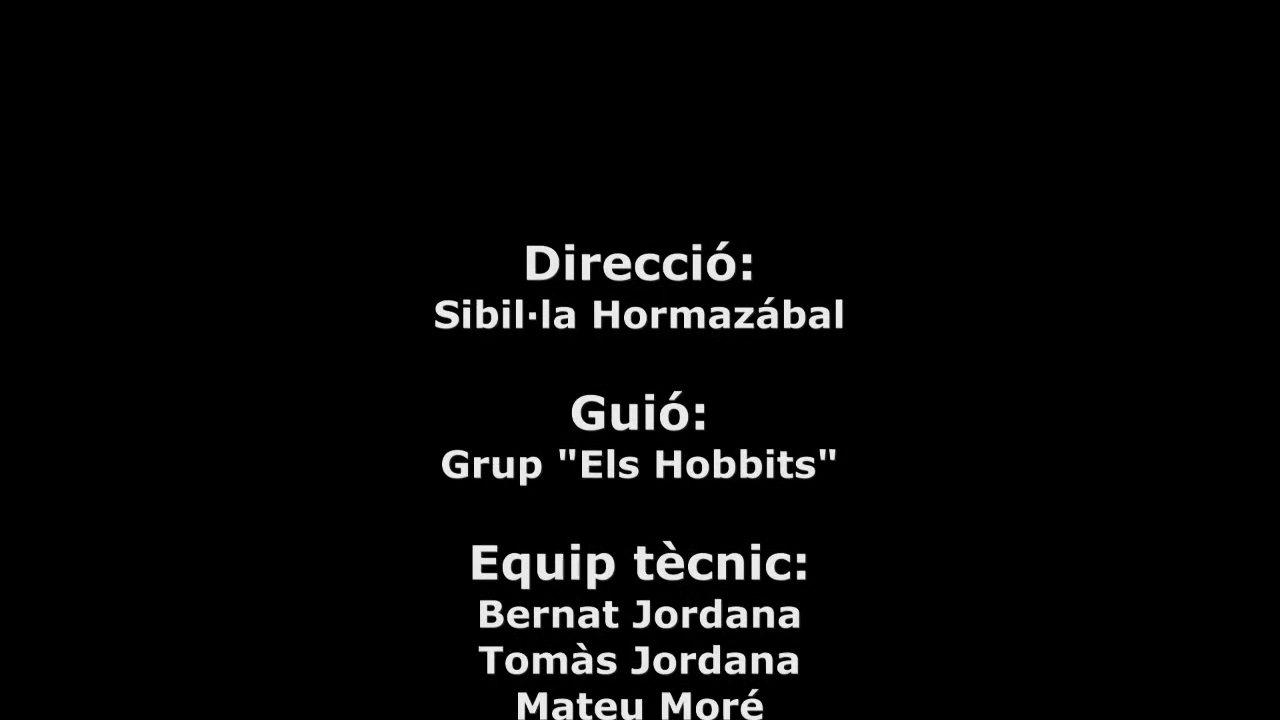 Direcció:
Sibil·la Hormazábal
Guió:
Grup "Els Hobbits"
Equip tècnic:
Bernat Jordana
Tomàs Jordana
Mateu Moré